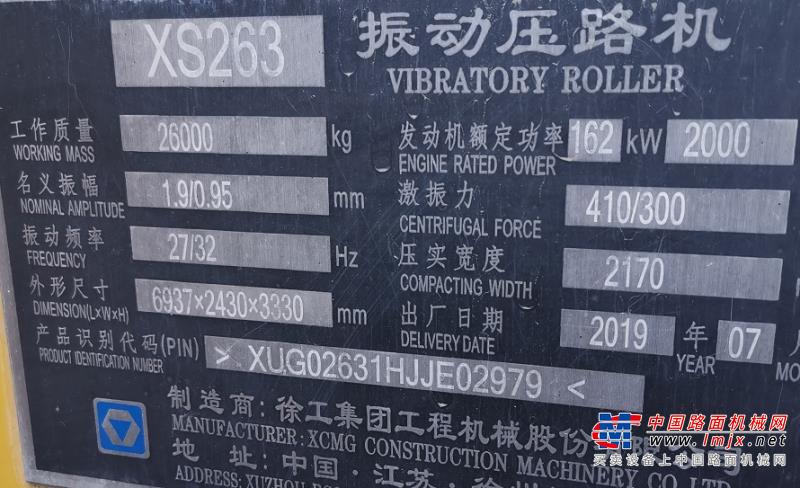 XS263 振动压路机
VIBRATORY ROLLER
工作质量 26000 kg 发动机额定功率 162 kW 2000
WORKING MASS ENGINE RATED POWER
名义振幅 1.9/0.95 mm 激振力 410/300
NOMINAL AMPLITUDE CENTRIFUGAL FORCE
振动频率 27/32 Hz 压实宽度 2170
FREQUENCY COMPACTING WIDTH
外形尺寸 6937×2430×3330 mm 出厂日期 2019 年 07
DIMENSION(L×W×H) DELIVERY DATE YEAR
产品识别代码(PIN) > XUG02631HJJE02979 <
PRODUCT IDENTIFICATION NUMBER
制造商:徐工集团工程机械股份
MANUFACTURER: XCMG CONSTRUCTION MACHINERY CO LTD
地 址:中国·江苏·徐州
ADDRESS: XUZHOU
中国路面机械网
www.lmjx.net
买卖设备上中国路面机械网